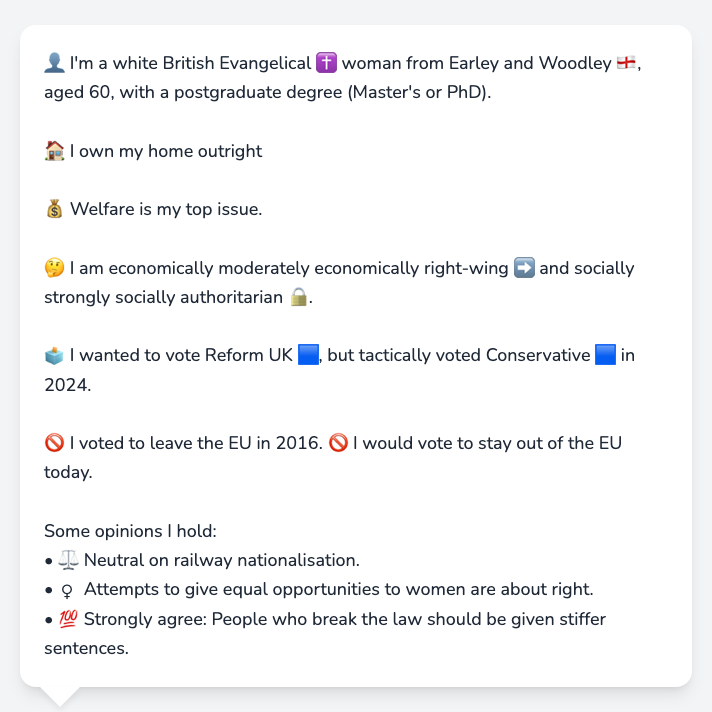 👤 I'm a white British Evangelical ✝️ woman from Earley and Woodley 🏴󠁧󠁢󠁥󠁮󠁧󠁿,
aged 60, with a postgraduate degree (Master's or PhD).
🏠 I own my home outright
💰 Welfare is my top issue.
🤔 I am economically moderately economically right-wing ➡️ and socially
strongly socially authoritarian 🔒.
🗳️ I wanted to vote Reform UK 🟦, but tactically voted Conservative 🟦 in
2024.
🚫 I voted to leave the EU in 2016. 🚫 I would vote to stay out of the EU
today.
Some opinions I hold:
• ⚖️ Neutral on railway nationalisation.
• ♀ Attempts to give equal opportunities to women are about right.
• 💯 Strongly agree: People who break the law should be given stiffer
sentences.